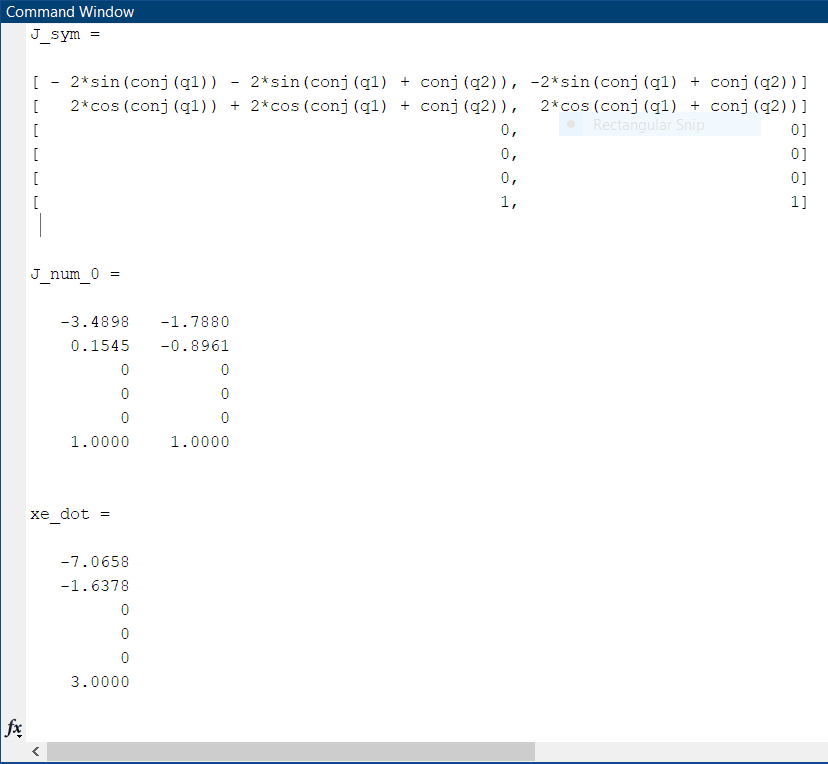 Command Window
J_sym =
[ - 2*sin(conj(q1)) - 2*sin(conj(q1) + conj(q2)), -2*sin(conj(q1) + conj(q2))]
[   2*cos(conj(q1)) + 2*cos(conj(q1) + conj(q2)),  2*cos(conj(q1) + conj(q2))]
Rectangular Snip
[                                              0,                           0]
[                                              0,                           0]
[                                              0,                           0]
[                                              1,                           1]
J_num_0 =
-3.4898   -1.7880
0.1545   -0.8961
0         0
0         0
0         0
1.0000    1.0000
xe_dot =
-7.0658
-1.6378
0
0
0
3.0000
fx